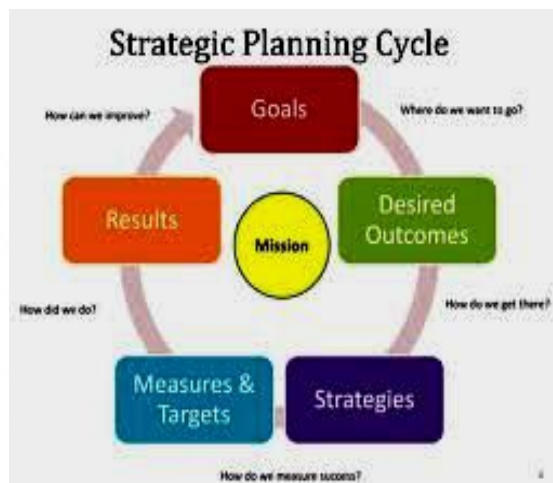 Strategic Planning Cycle
Goals
Where do we want to go?
Desired
Outcomes
How do we get there?
Strategies
How do we measure success?
Measures &
Targets
How did we do?
Results
How can we improve?
Mission